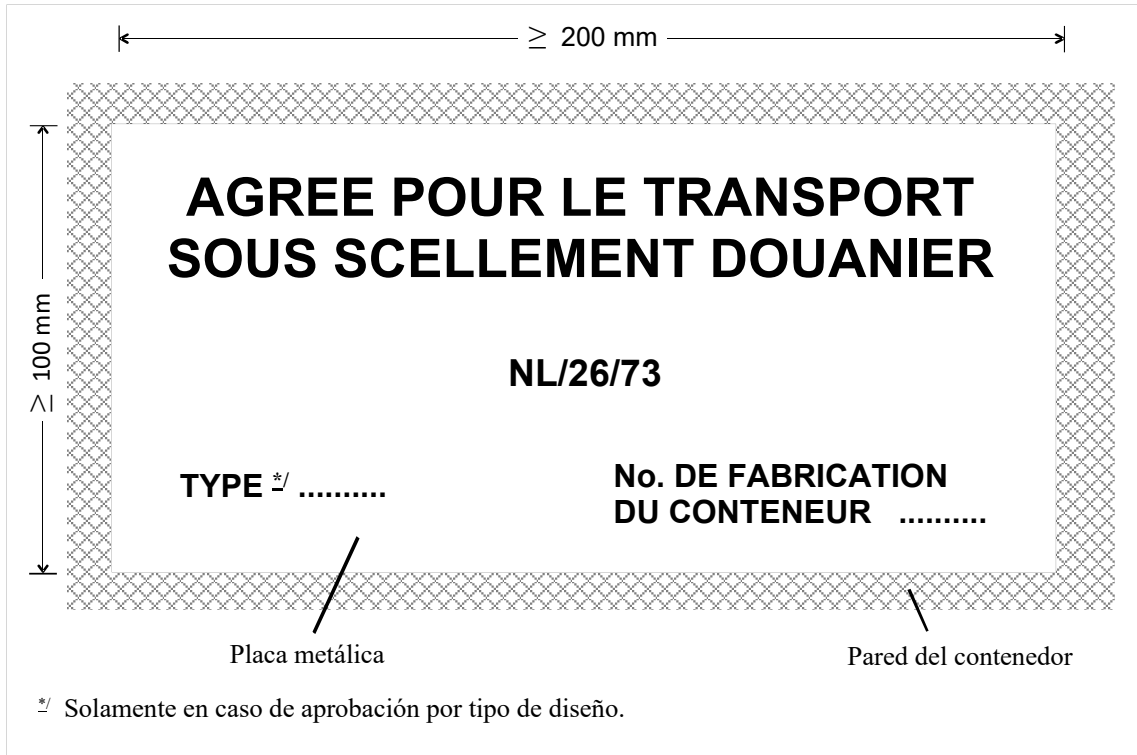 ≥ 200 mm
≥ 100 mm
AGREE POUR LE TRANSPORT
SOUS SCELLEMENT DOUANIER
NL/26/73
TYPE */ ..........
No. DE FABRICATION
DU CONTENEUR ..........
Placa metálica
Pared del contenedor
*/ Solamente en caso de aprobación por tipo de diseño.